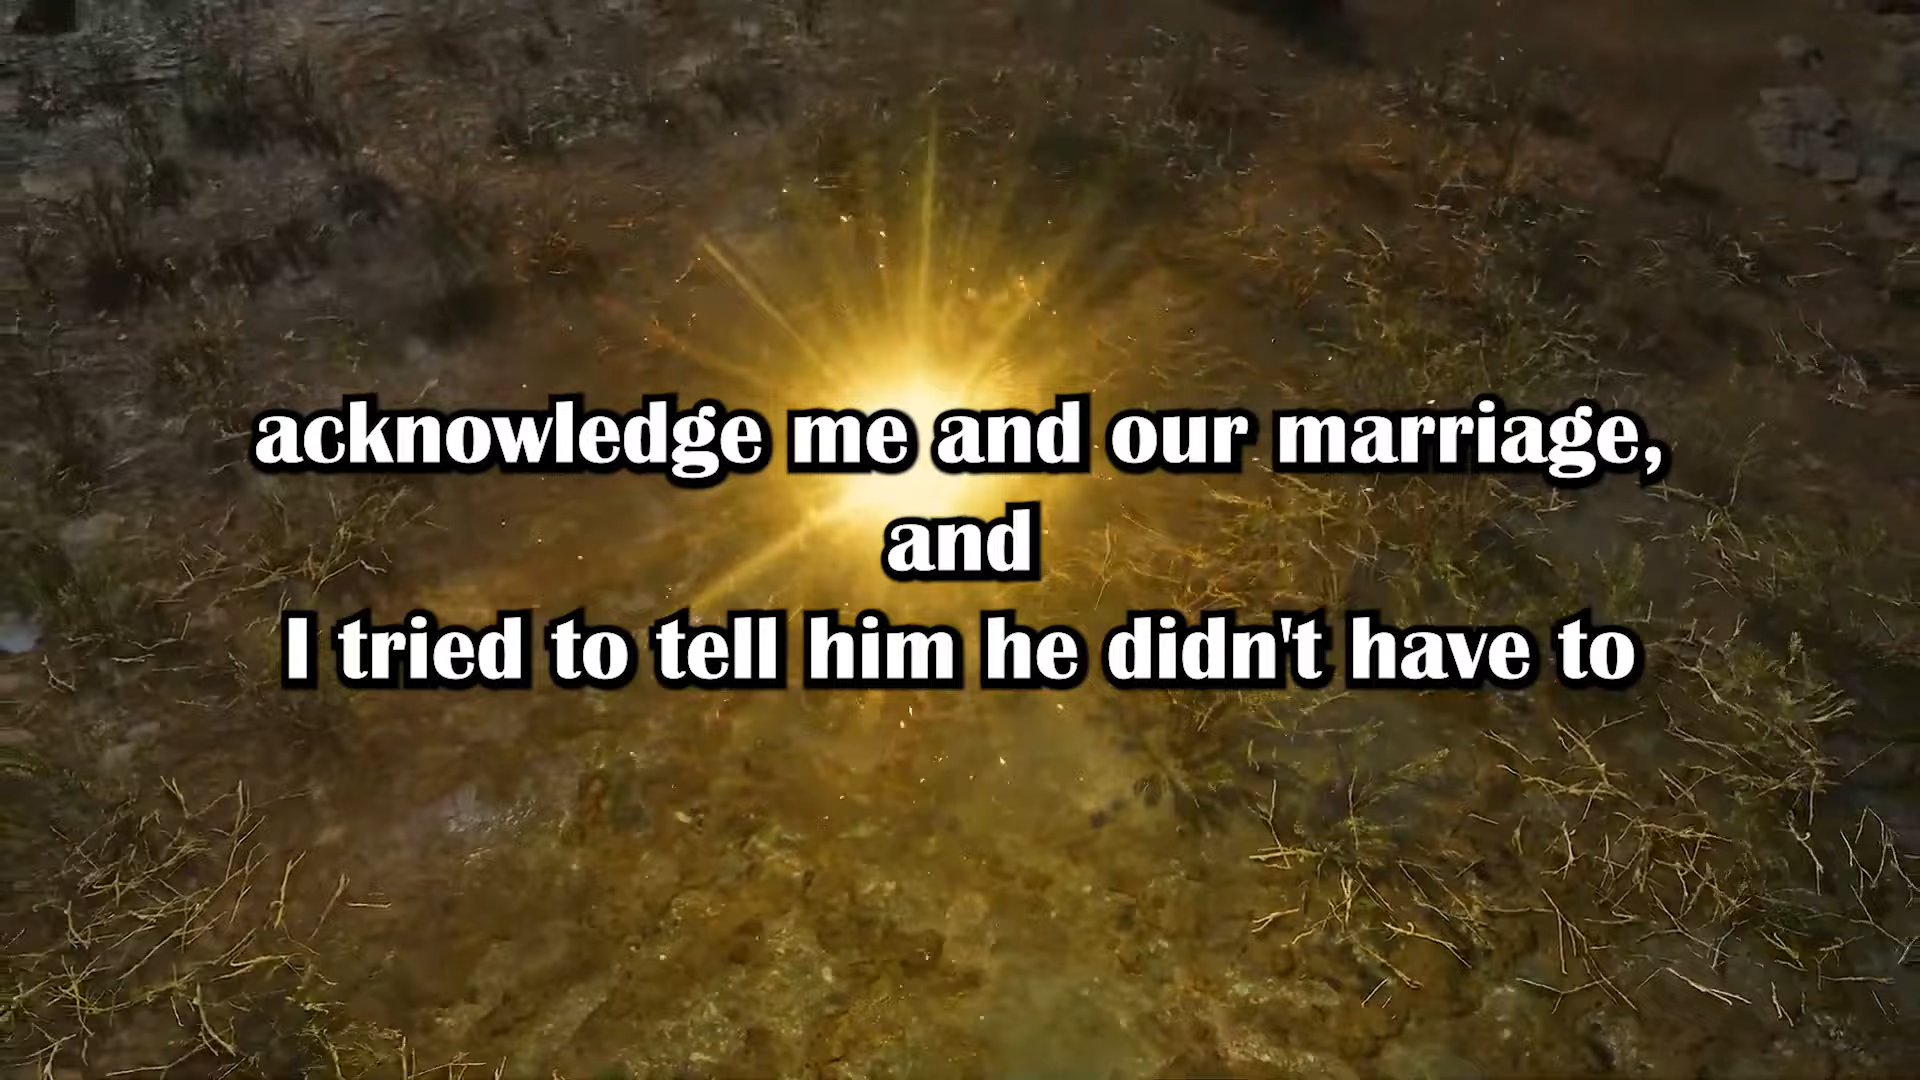 acknowledge me and our marriage,
and
I tried to tell him he didn't have to